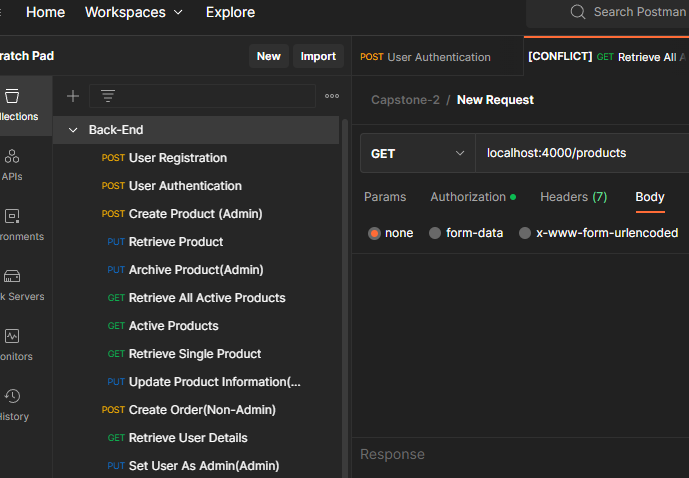 Home Workspaces Explore Search Postman
ratch Pad New Import
POST User Authentication [CONFLICT] GET Retrieve All A
Capstone-2 / New Request
llections
APIs
ronments
k Servers
onitors
History
Back-End
POST User Registration
POST User Authentication
POST Create Product (Admin)
PUT Retrieve Product
PUT Archive Product(Admin)
GET Retrieve All Active Products
GET Active Products
GET Retrieve Single Product
PUT Update Product Information(...
POST Create Order(Non-Admin)
GET Retrieve User Details
PUT Set User As Admin(Admin)
GET localhost:4000/products
Params Authorization Headers (7) Body
none form-data x-www-form-urlencoded
Response